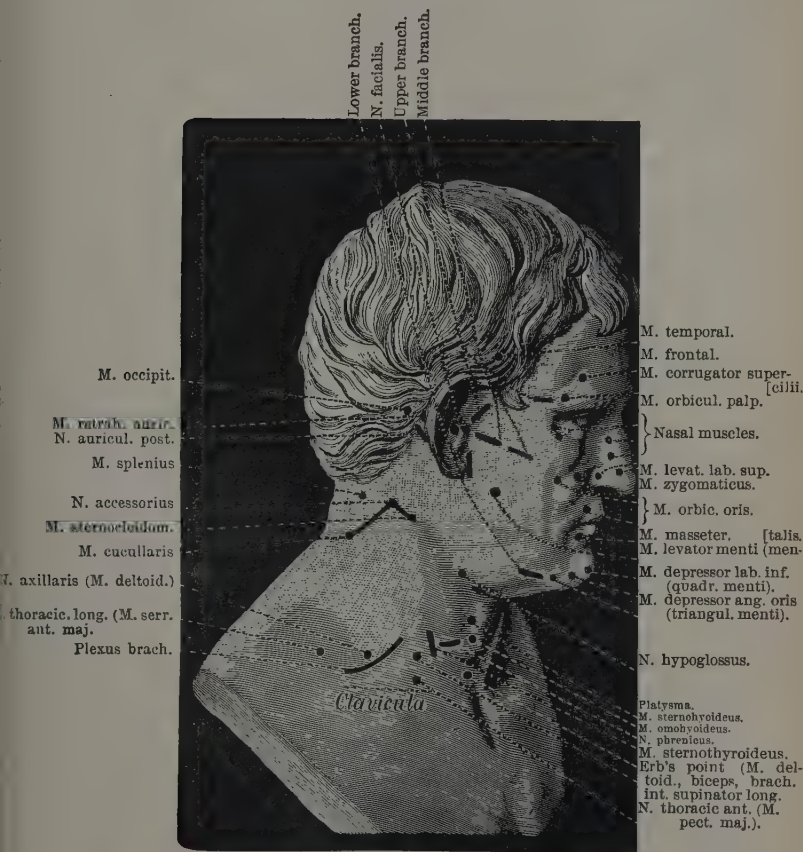 Lower branch.
N. facialis.
Upper branch.
Middle branch.
M. occipit.
M. retrah. auric.
N. auricul. post.
M. splenius
N. accessorius
M. sternocleidom.
M. cucullaris
N. axillaris (M. deltoid.)
thoracic. long. (M. serr.
ant. maj.
Plexus brach.
Clavicula
M. temporal.
M. frontal.
M. corrugator super-
[cilii.
M. orbicul. palp.
Nasal muscles.
M. levat. lab. sup.
M. zygomaticus.
M. orbic. oris.
M. masseter. [talis.
M. levator menti (men-
M. depressor lab. inf.
(quadr. menti).
M. depressor ang. oris
(triangul. menti).
N. hypoglossus.
Platysma.
M. sternohyoideus.
M. omohyoideus.
N. phrenicus.
M. sternothyroideus.
Erb's point (M. del-
toid., biceps, brach.
int. supinator long.
N. thoracic ant. (M.
pect. maj.).